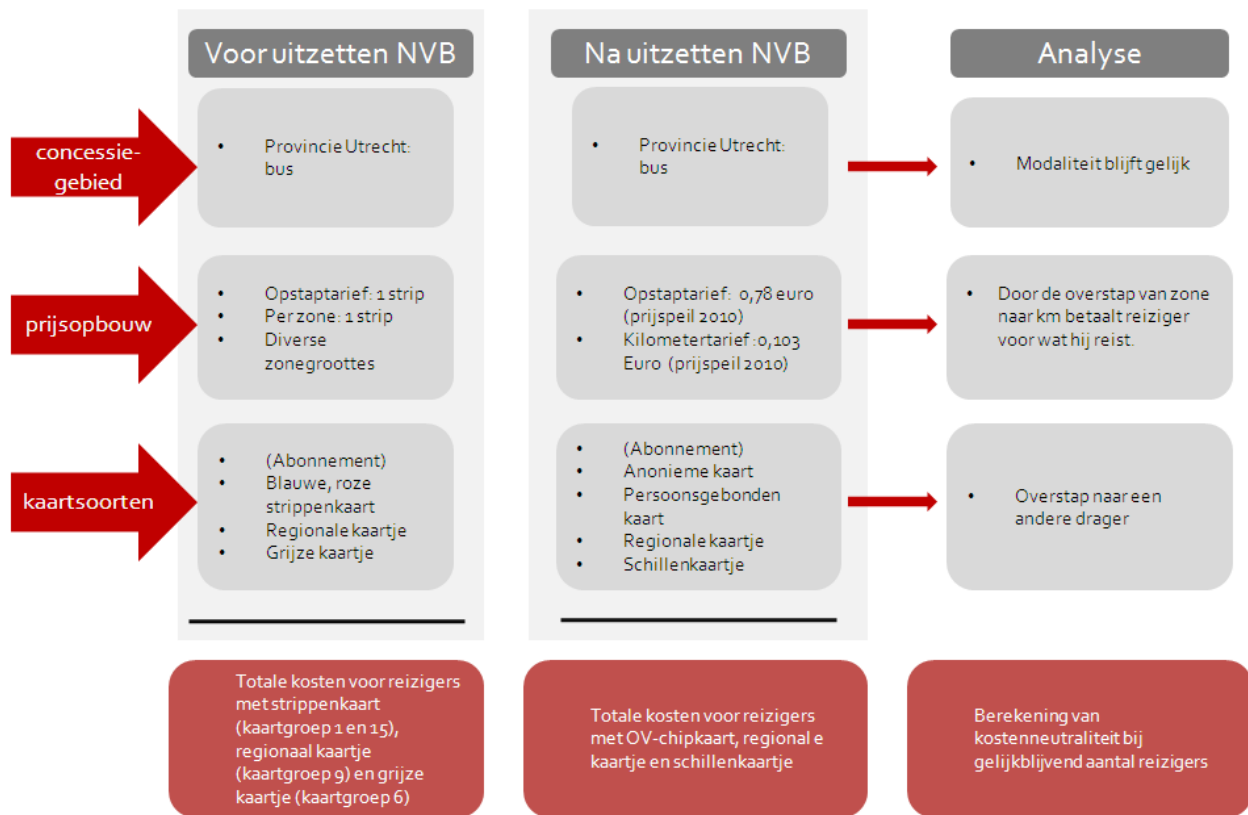 Voor uitzetten NVB
Na uitzetten NVB
Analyse
concessie-
gebied
• Provincie Utrecht:
bus
• Provincie Utrecht:
bus
• Modaliteit blijft gelijk
prijsopbouw
• Opstaptarief: 1 strip
• Per zone: 1 strip
• Diverse
zonegroottes
• Opstaptarief: 0,78 euro
(prijspeil 2010)
• Kilometertarief :0,103
Euro (prijspeil 2010)
• Door de overstap van zone
naar km betaalt reiziger
voor wat hij reist.
kaartsoorten
• (Abonnement)
• Blauwe, roze
strippenkaart
• Regionale kaartje
• Grijze kaartje
• (Abonnement)
• Anonieme kaart
• Persoonsgebonden
kaart
• Regionale kaartje
• Schillenkaartje
• Overstap naar een
andere drager
Totale kosten voor reizigers
met strippenkaart
(kaartgroep 1 en 15),
regionaal kaartje
(kaartgroep 9) en grijze
kaartje (kaartgroep 6)
Totale kosten voor reizigers
met OV-chipkaart, regional e
kaartje en schillenkaartje
Berekening van
kostenneutraliteit bij
gelijkblijvend aantal reizigers